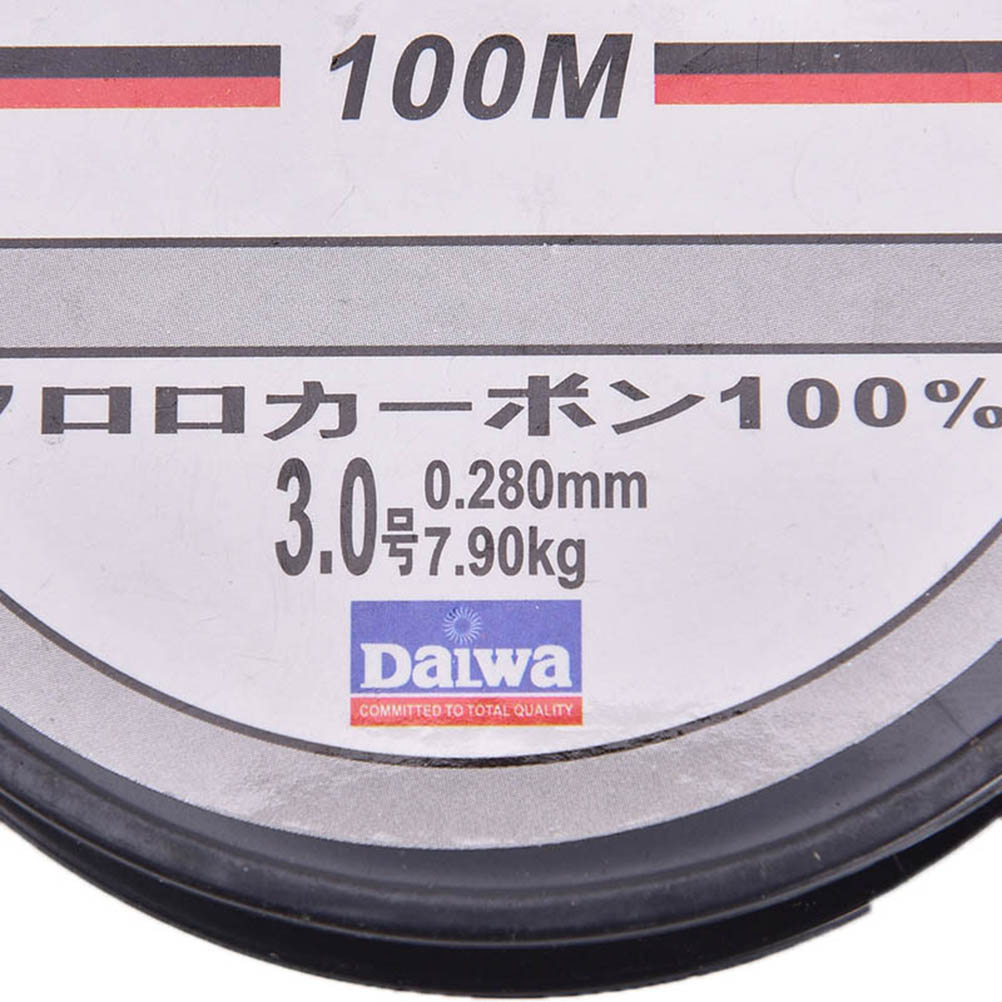 100M
フロロカーボン100%
3.0号 0.280mm
7.90kg
Daiwa
COMMITTED TO TOTAL QUALITY